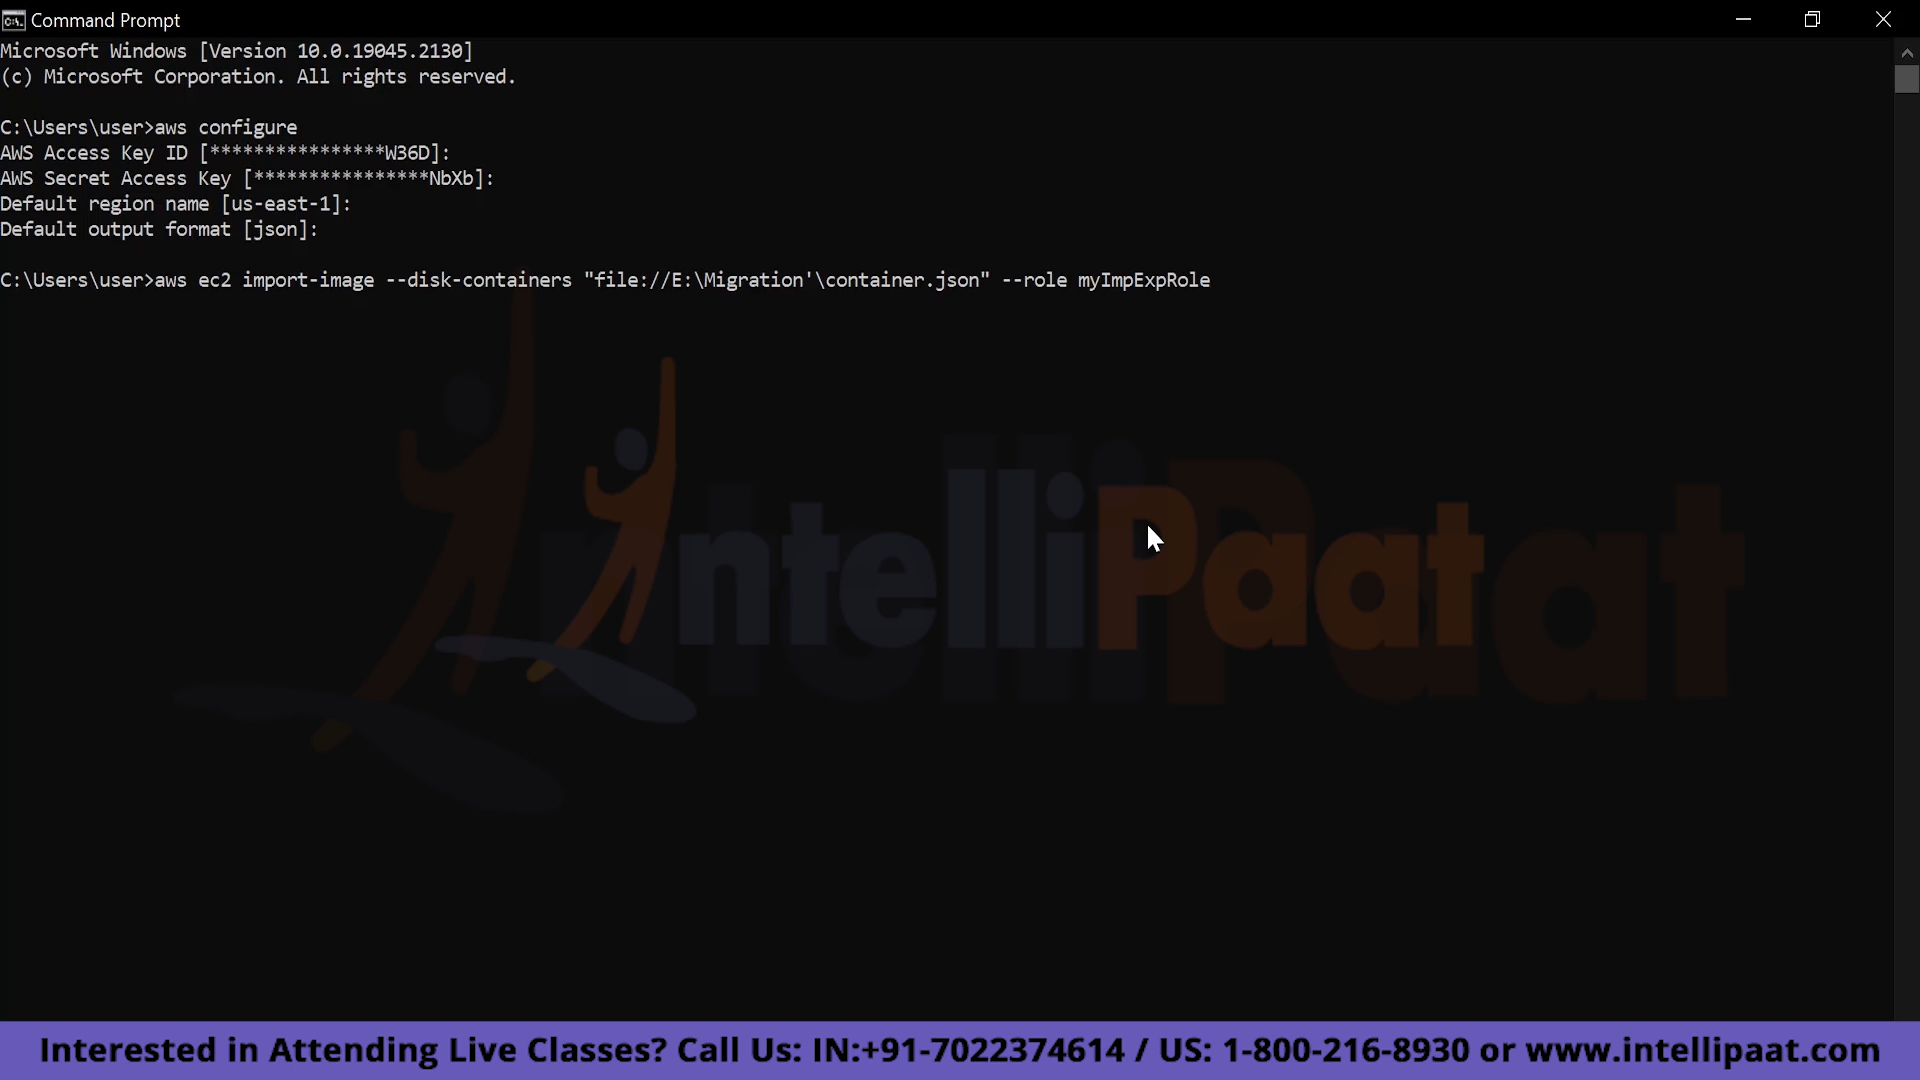 Command Prompt
Microsoft Windows [Version 10.0.19045.2130]
(c) Microsoft Corporation. All rights reserved.
C:\Users\user>aws configure
AWS Access Key ID [****************W36D]:
AWS Secret Access Key [****************NbXb]:
Default region name [us-east-1]:
Default output format [json]:
C:\Users\user>aws ec2 import-image --disk-containers "file://E:\Migration'\container.json" --role myImpExpRole
IntelliPaat
Interested in Attending Live Classes? Call Us: IN:+91-7022374614 / US: 1-800-216-8930 or www.intellipaat.com